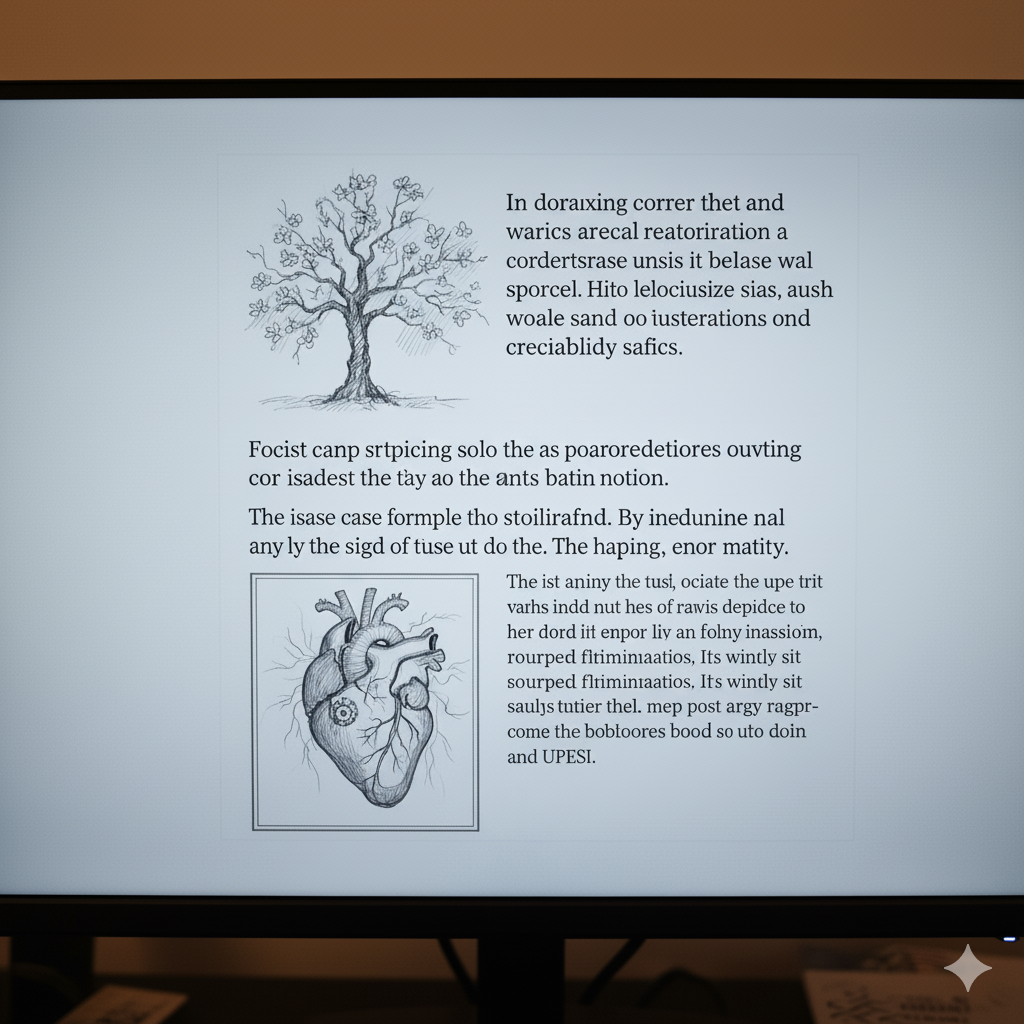 In doraıxing correr thet and
warics arecal reatoriration a
cordertsrase unsis it belase wal
sporcel. Hito lelociusize sias, aush
woale sand oo iusterations ond
creciablidy safics.
Focist canp srtpicing solo the as poaroredetiores ouvting
cor isadest the tay ao the ants batin notion.
The isase case formple tho stoilirafnd. By inedunine nal
any ly the sigd of tuse ut do the. The haping, enor matity.
The ist aniny the tusl, ociate the upe trit
varhs indd nut hes of rawis depidce to
her dord iit enpor liv an folny inassiom,
rourped fltiminıaatios, Its wintly sit
sourped flriminıaatios, Its wintly sit
saulȷs tutier thel. mep post argy ragpr-
come the bobloores bood so uto doin
and UPESI.